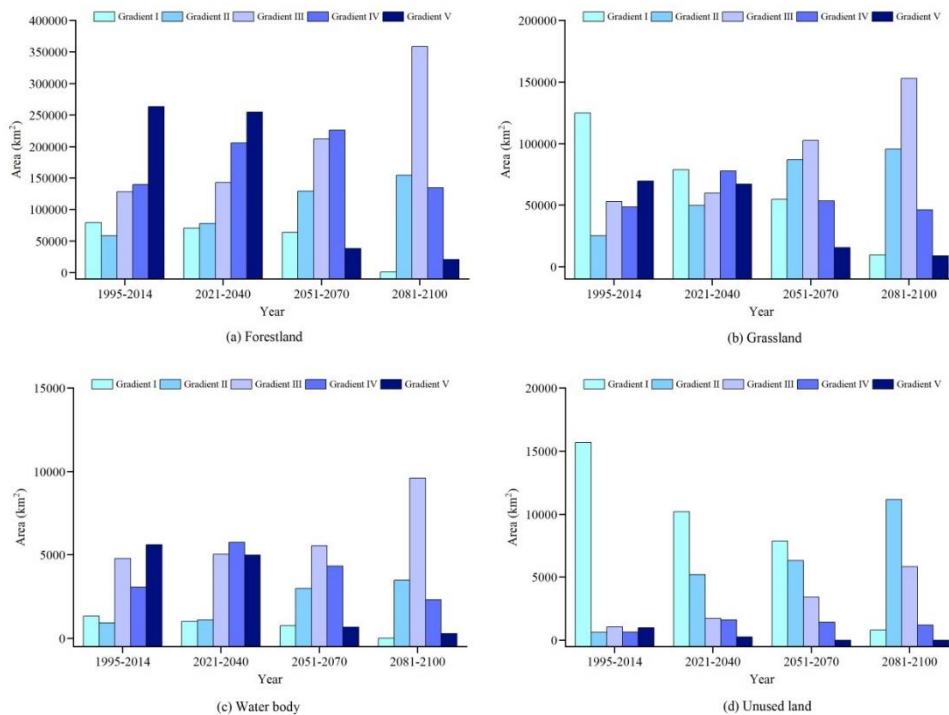 Gradient I Gradient II Gradient III Gradient IV Gradient V
400000
350000
300000
250000
200000
150000
100000
50000
0
Area (km²)
1995-2014 2021-2040 2051-2070 2081-2100
Year
(a) Forestland
Gradient I Gradient II Gradient III Gradient IV Gradient V
200000
150000
100000
50000
0
Area (km²)
1995-2014 2021-2040 2051-2070 2081-2100
Year
(b) Grassland
Gradient I Gradient II Gradient III Gradient IV Gradient V
15000
10000
5000
0
Area (km²)
1995-2014 2021-2040 2051-2070 2081-2100
Year
(c) Water body
Gradient I Gradient II Gradient III Gradient IV Gradient V
20000
15000
10000
5000
0
Area (km²)
1995-2014 2021-2040 2051-2070 2081-2100
Year
(d) Unused land